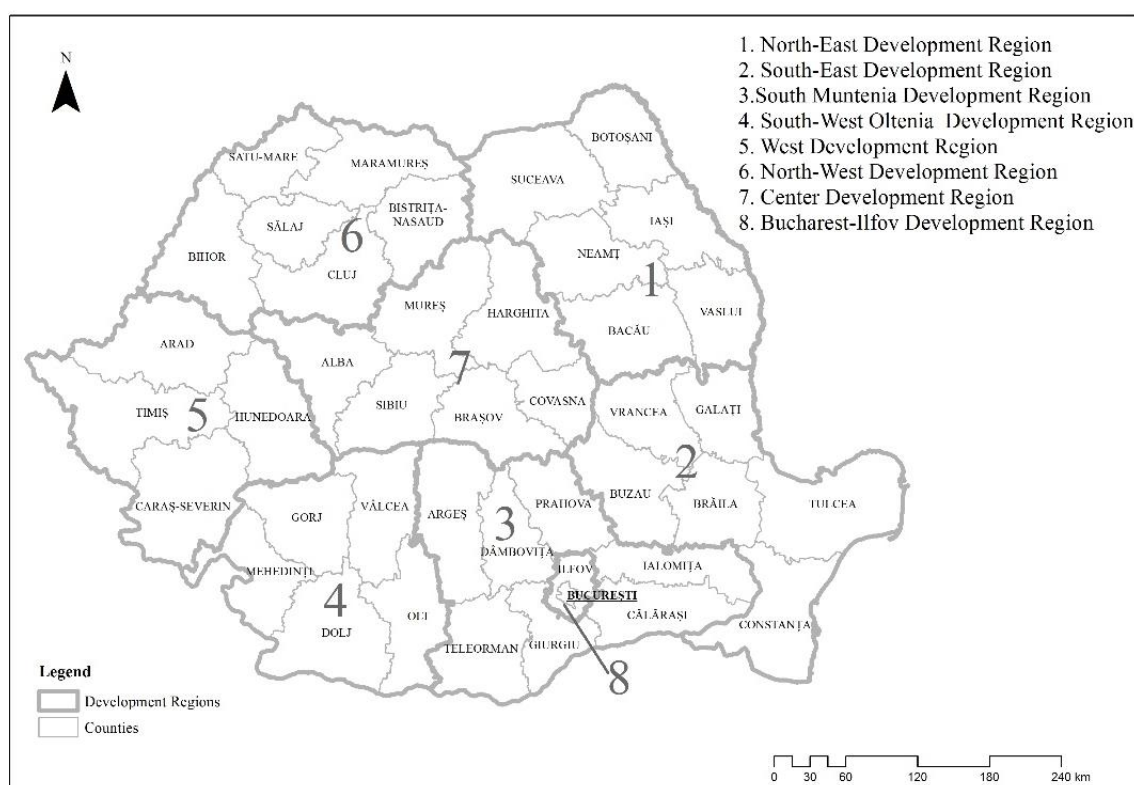 N
1. North-East Development Region
2. South-East Development Region
3.South Muntenia Development Region
4. South-West Oltenia Development Region
5. West Development Region
6. North-West Development Region
7. Center Development Region
8. Bucharest-Ilfov Development Region
BOTOȘANI
SATU-MARE
MARAMUREȘ
SUCEAVA
BISTRIȚA-
NASAUD
SĂLAJ
6
IAȘI
NEAMȚ
BIHOR
CLUJ
1
MUREȘ
HARGHITA
VASLUI
BACĂU
ARAD
ALBA
7
SIBIU
COVASNA
TIMIȘ
5
HUNEDOARA
BRAȘOV
VRANCEA
GALAȚI
2
BUZAU
BRĂILA
TULCEA
CARAȘ-SEVERIN
GORJ
VÂLCEA
ARGEȘ
PRAHOVA
3
DÂMBOVIȚA
MEHEDINȚI
ILFOV
IALOMIȚA
4
DOLJ
OLT
BUCUREȘTI
CĂLĂRAȘI
CONSTANȚA
TELEORMAN
GIURGIU
8
Legend
Development Regions
Counties
0 30 60 120 180 240 km